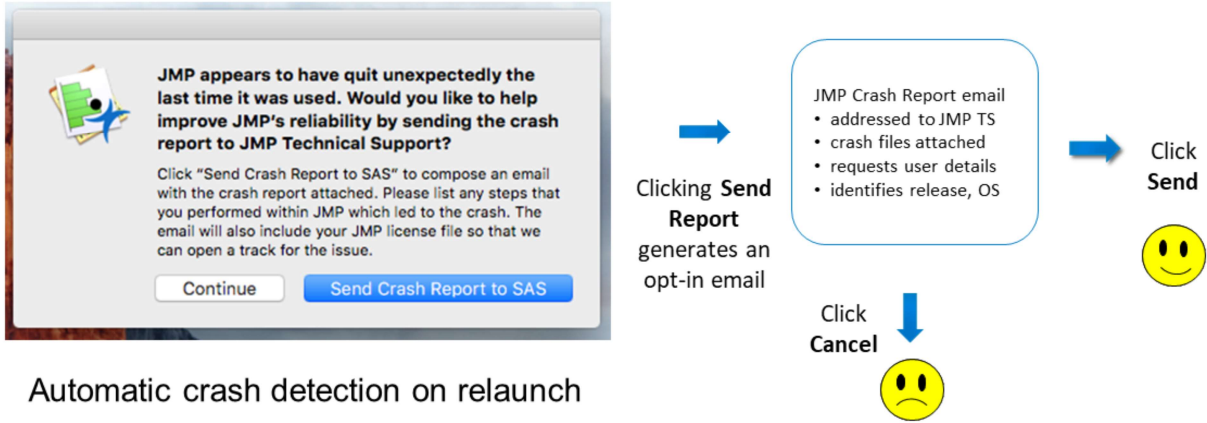 JMP appears to have quit unexpectedly the
last time it was used. Would you like to help
improve JMP's reliability by sending the crash
report to JMP Technical Support?
Click “Send Crash Report to SAS” to compose an email
with the crash report attached. Please list any steps that
you performed within JMP which led to the crash. The
email will also include your JMP license file so that we
can open a track for the issue.
Continue
Send Crash Report to SAS
Automatic crash detection on relaunch
Clicking Send
Report
generates an
opt-in email
JMP Crash Report email
• addressed to JMP TS
• crash files attached
• requests user details
• identifies release, OS
Click
Send
Click
Cancel